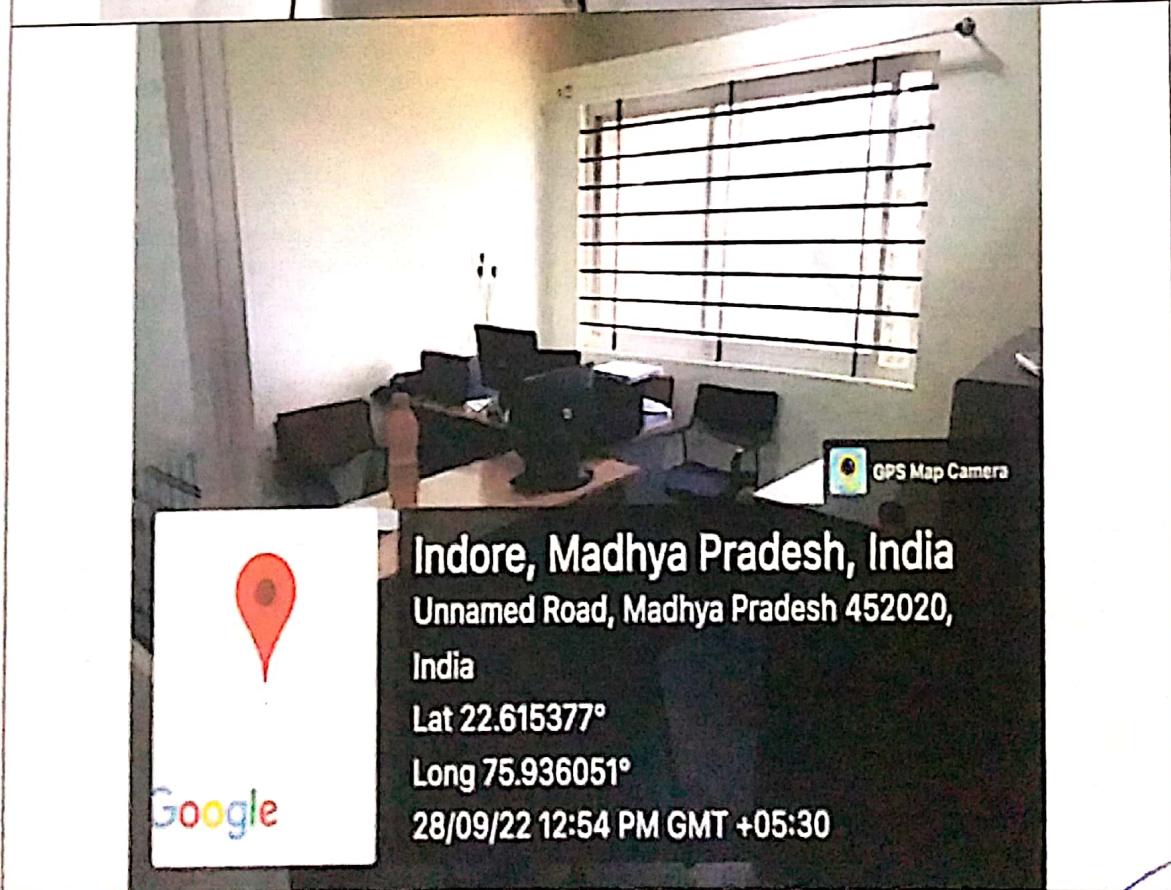 GPS Map Camera
Indore, Madhya Pradesh, India
Unnamed Road, Madhya Pradesh 452020,
India
Lat 22.615377°
Long 75.936051°
28/09/22 12:54 PM GMT +05:30
Google